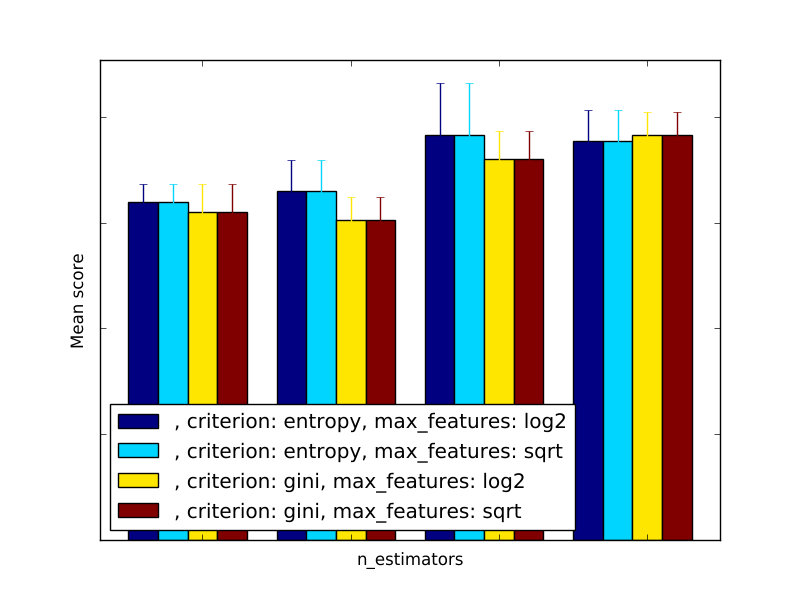 Mean score
, criterion: entropy, max_features: log2
, criterion: entropy, max_features: sqrt
, criterion: gini, max_features: log2
, criterion: gini, max_features: sqrt
n_estimators